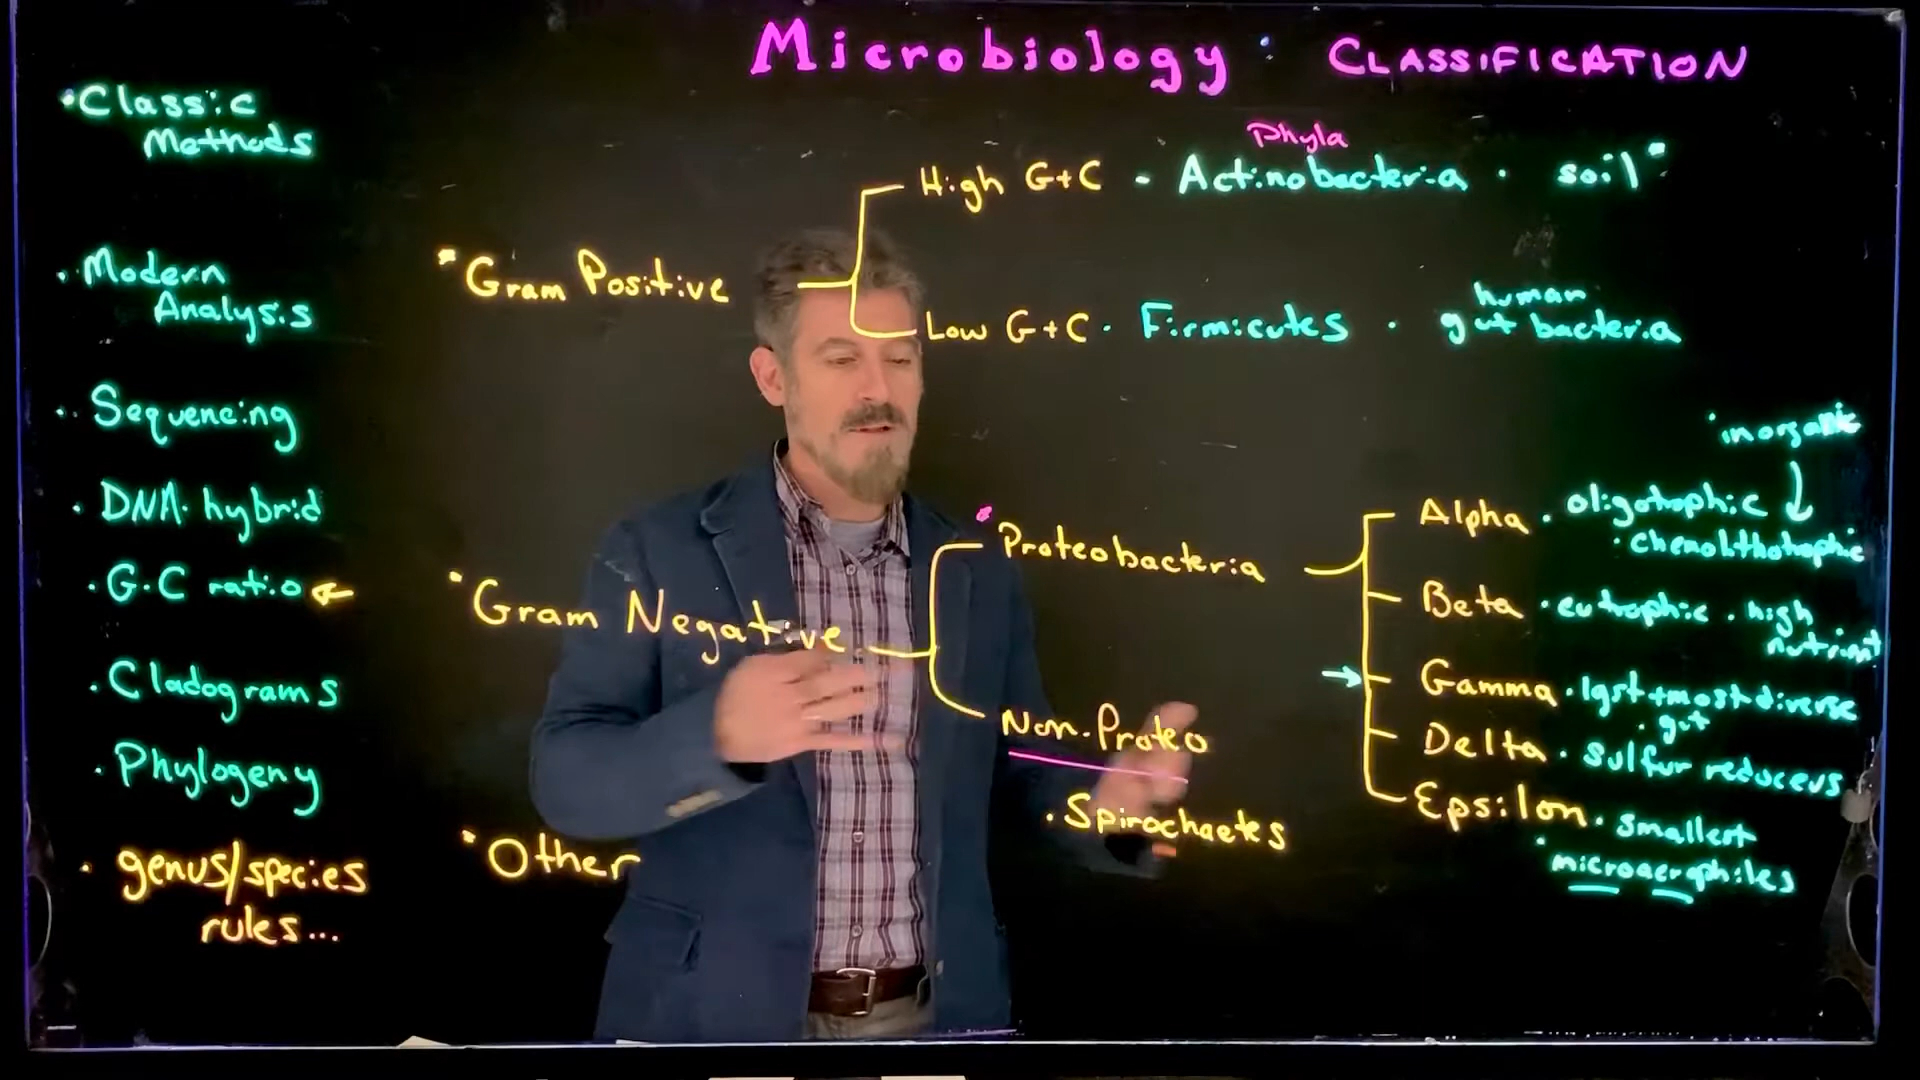 Microbiology : CLASSIFICATION
• Classic
Methods
• Modern
Analysis
• Sequencing
• DNA· hybrid
• G·C ratio ←
• Cladograms
• Phylogeny
• genus/species
rules...
• Gram Positive
High G+C - Actinobacteria · soil
Phyla
Low G+C · Firmicutes · gut bacteria
human
• Gram Negative
• Proteobacteria
Alpha · oligotrophic
inorganic
↓
• chemolithotrophic
Beta · eutrophic · high
nutrient
→ Gamma · lgst + most diverse
• gut
Delta · sulfur reducers
Epsilon · smallest
• microaerophiles
Non-Proteo
• Spirochaetes
• Other